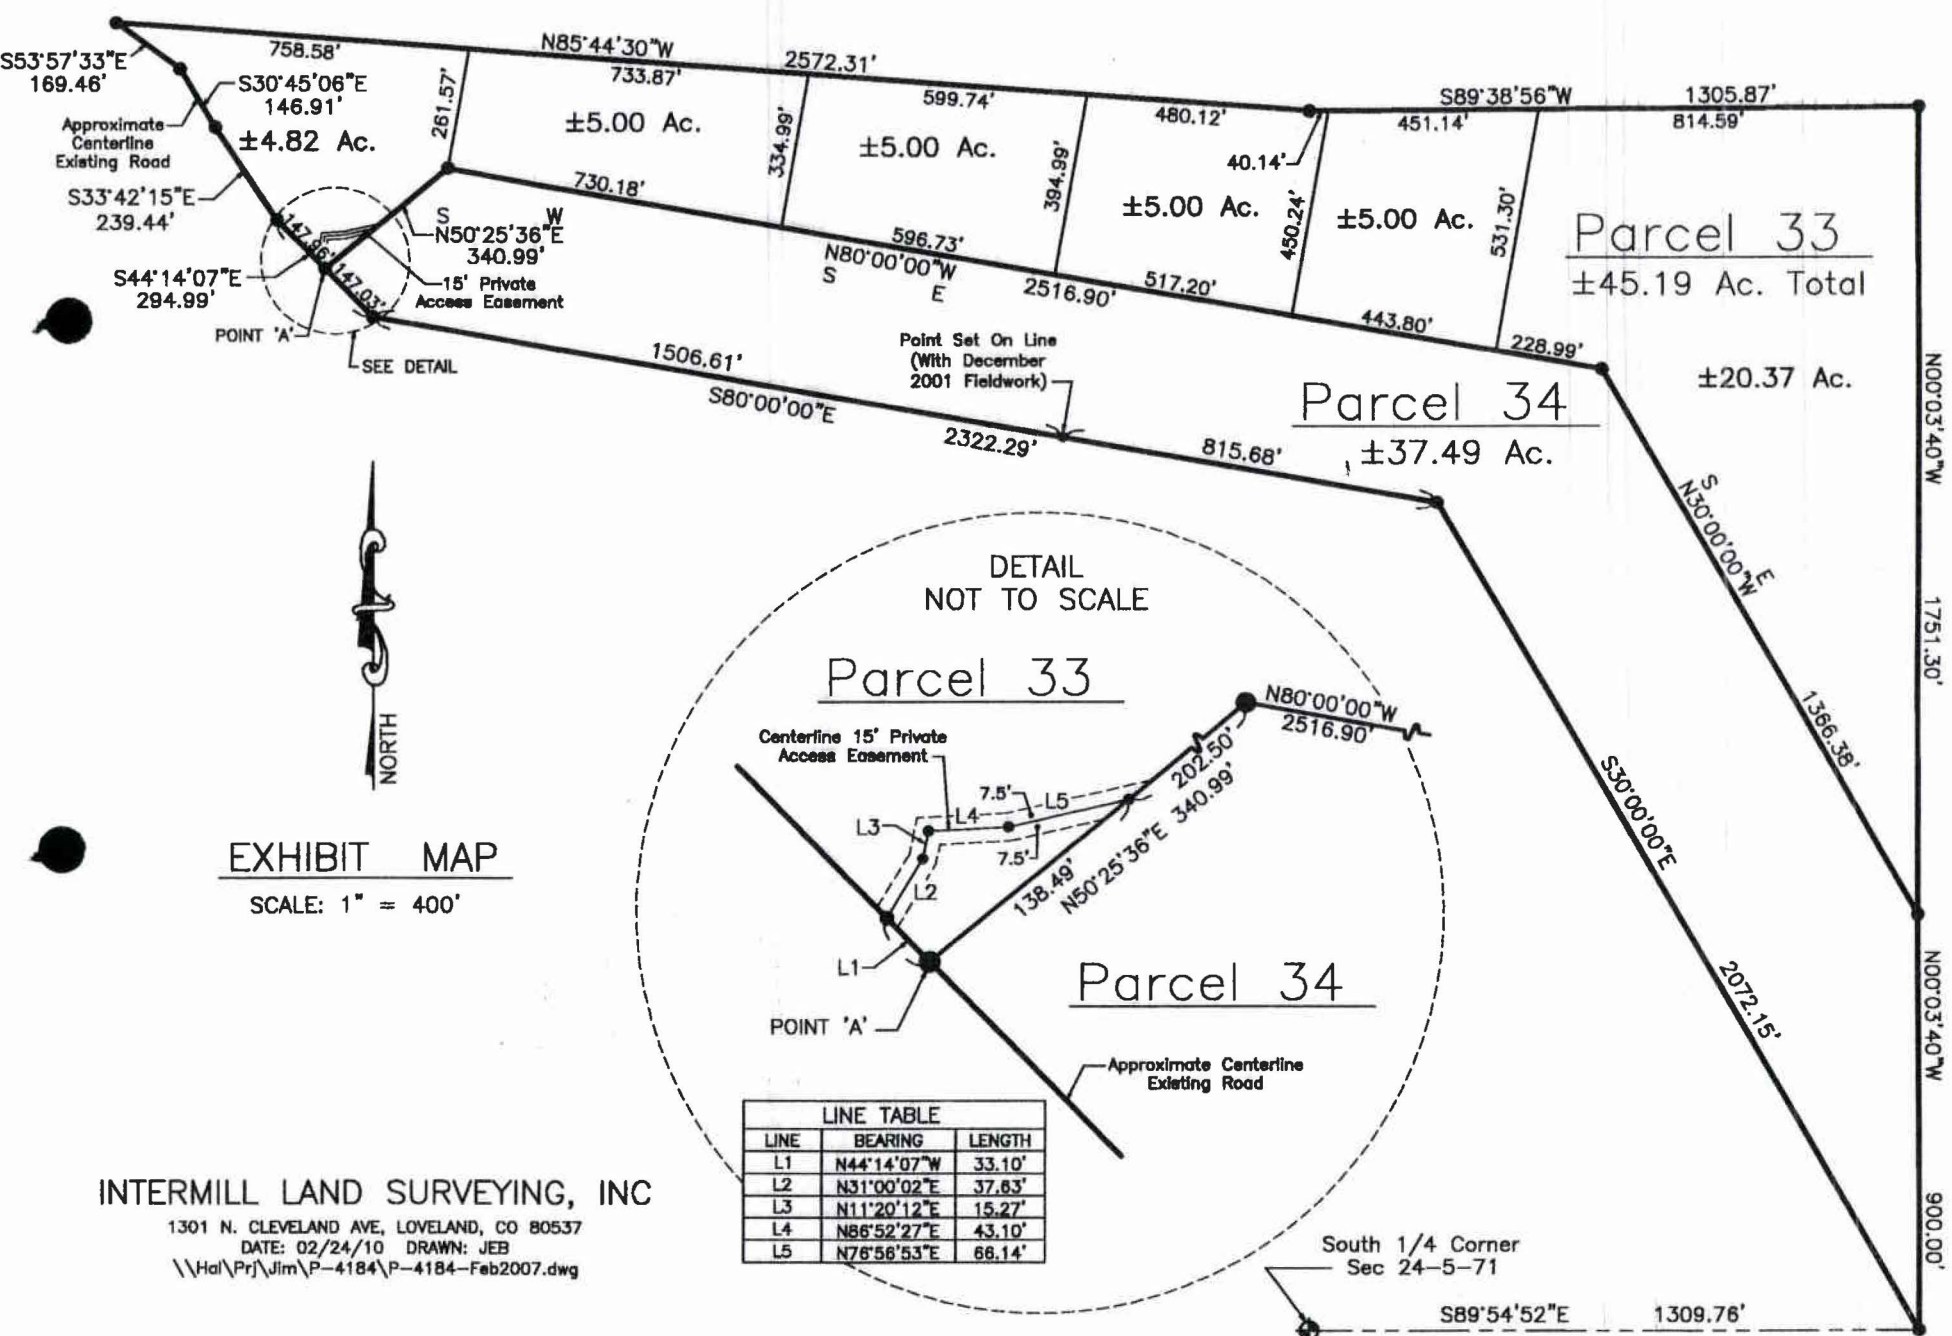 758.58'
N85°44'30"W
2572.31'
733.87'
599.74'
480.12'
S89°38'56"W
1305.87'
451.14'
814.59'
40.14'
S53°57'33"E
169.46'
S30°45'06"E
146.91'
±4.82 Ac.
Approximate
Centerline
Existing Road
S33°42'15"E
239.44'
261.57'
±5.00 Ac.
334.99'
±5.00 Ac.
394.99'
±5.00 Ac.
450.24'
±5.00 Ac.
531.30'
Parcel 33
±45.19 Ac. Total
730.18'
596.73'
N80°00'00"W
S E
2516.90'
517.20'
443.80'
228.99'
147.96'
147.03'
S W
N50°25'36"E
340.99'
15' Private
Access Easement
S44°14'07"E
294.99'
POINT 'A'
SEE DETAIL
1506.61'
S80°00'00"E
2322.29'
Point Set On Line
(With December
2001 Fieldwork)
815.68'
Parcel 34
±37.49 Ac.
±20.37 Ac.
N00°03'40"W
1751.30'
S E
N30°00'00"W
1366.38'
S30°00'00"E
2072.15'
N00°03'40"W
900.00'
NORTH
EXHIBIT MAP
SCALE: 1" = 400'
DETAIL
NOT TO SCALE
Parcel 33
Centerline 15' Private
Access Easement
N80°00'00"W
2516.90'
202.50'
7.5'
L5
L4
L3
7.5'
L2
138.49'
N50°25'36"E 340.99'
L1
POINT 'A'
Parcel 34
Approximate Centerline
Existing Road
LINE TABLE
LINE BEARING LENGTH
L1 N44°14'07"W 33.10'
L2 N31°00'02"E 37.63'
L3 N11°20'12"E 15.27'
L4 N86°52'27"E 43.10'
L5 N76°56'53"E 66.14'
INTERMILL LAND SURVEYING, INC
1301 N. CLEVELAND AVE, LOVELAND, CO 80537
DATE: 02/24/10 DRAWN: JEB
\\Hal\Prj\Jim\P-4184\P-4184-Feb2007.dwg
South 1/4 Corner
Sec 24-5-71
S89°54'52"E 1309.76'